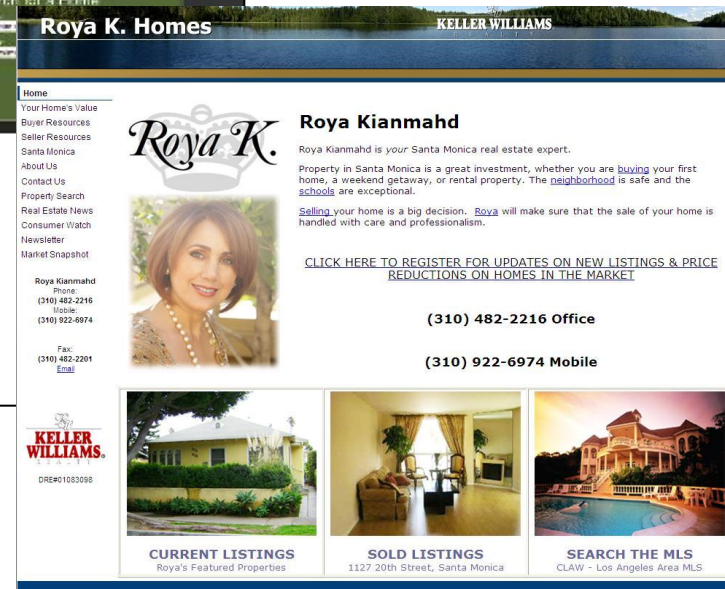 Roya K. Homes
KELLER WILLIAMS
Home
Your Home's Value
Buyer Resources
Seller Resources
Santa Monica
About Us
Contact Us
Property Search
Real Estate News
Consumer Watch
Newsletter
Market Snapshot
Roya Kianmahd
Phone:
(310) 482-2216
Mobile:
(310) 922-6974
Fax:
(310) 482-2201
Email
KELLER
WILLIAMS®
REALTY
DRE#01083098
Roya K.
Roya Kianmahd
Roya Kianmahd is your Santa Monica real estate expert.
Property in Santa Monica is a great investment, whether you are buying your first
home, a weekend getaway, or rental property. The neighborhood is safe and the
schools are exceptional.
Selling your home is a big decision. Roya will make sure that the sale of your home is
handled with care and professionalism.
CLICK HERE TO REGISTER FOR UPDATES ON NEW LISTINGS & PRICE
REDUCTIONS ON HOMES IN THE MARKET
(310) 482-2216 Office
(310) 922-6974 Mobile
CURRENT LISTINGS
Roya's Featured Properties
SOLD LISTINGS
1127 20th Street, Santa Monica
SEARCH THE MLS
CLAW - Los Angeles Area MLS